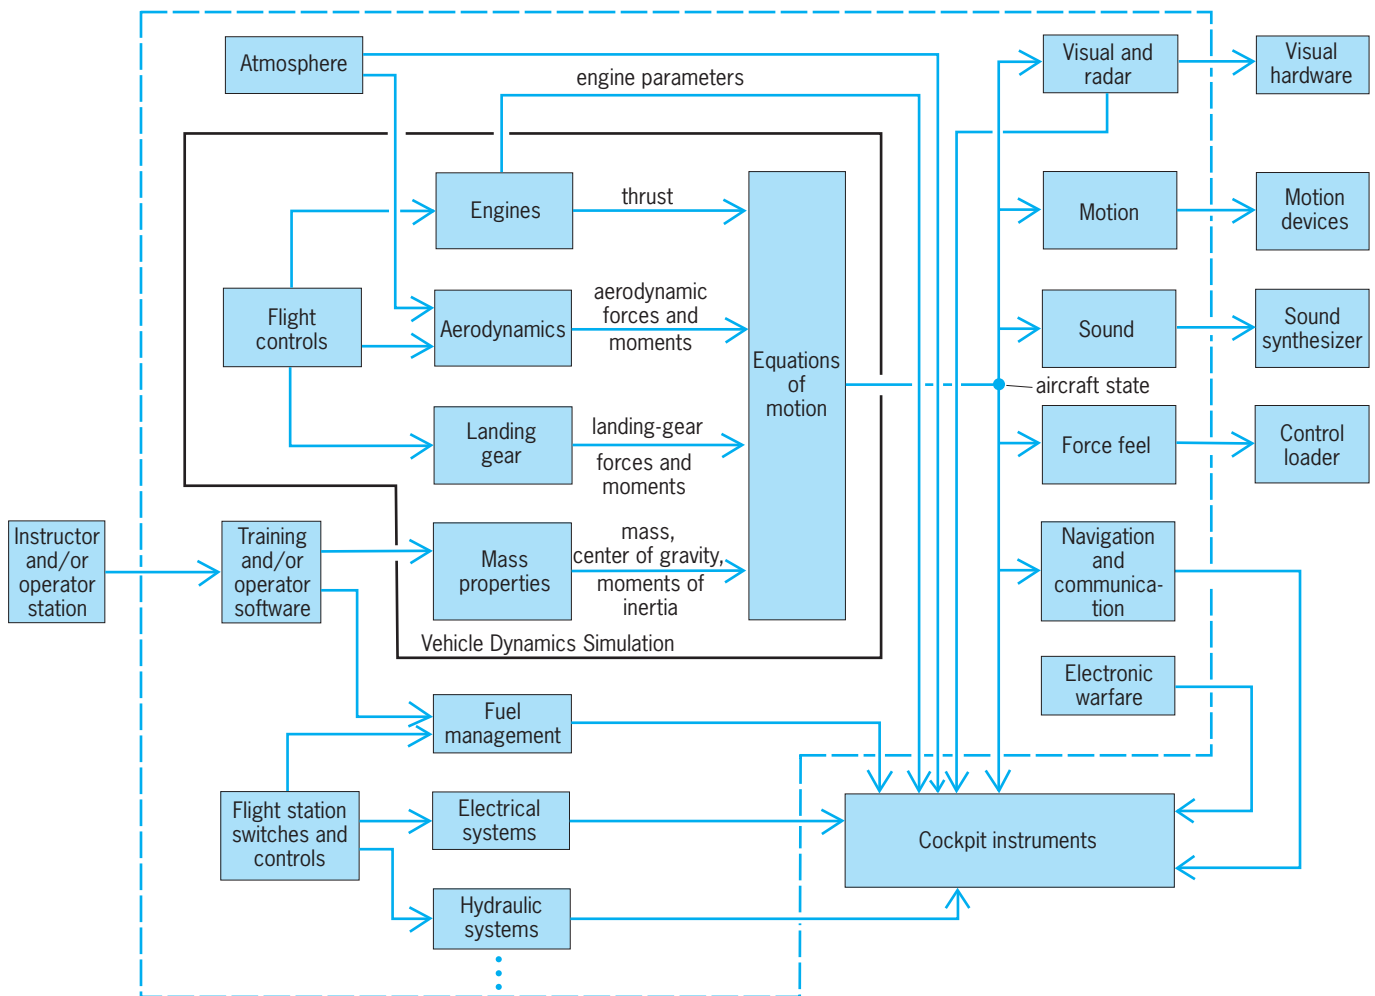 Atmosphere
engine parameters
Visual and
radar
Visual
hardware
Engines
thrust
Motion
Motion
devices
Flight
controls
Aerodynamics
aerodynamic
forces and
moments
Equations
of
motion
Sound
Sound
synthesizer
aircraft state
Landing
gear
landing-gear
forces and
moments
Force feel
Control
loader
Instructor
and/or
operator
station
Training
and/or
operator
software
Mass
properties
mass,
center of gravity,
moments of
inertia
Navigation
and
communica-
tion
Vehicle Dynamics Simulation
Electronic
warfare
Fuel
management
Flight station
switches and
controls
Electrical
systems
Cockpit instruments
Hydraulic
systems